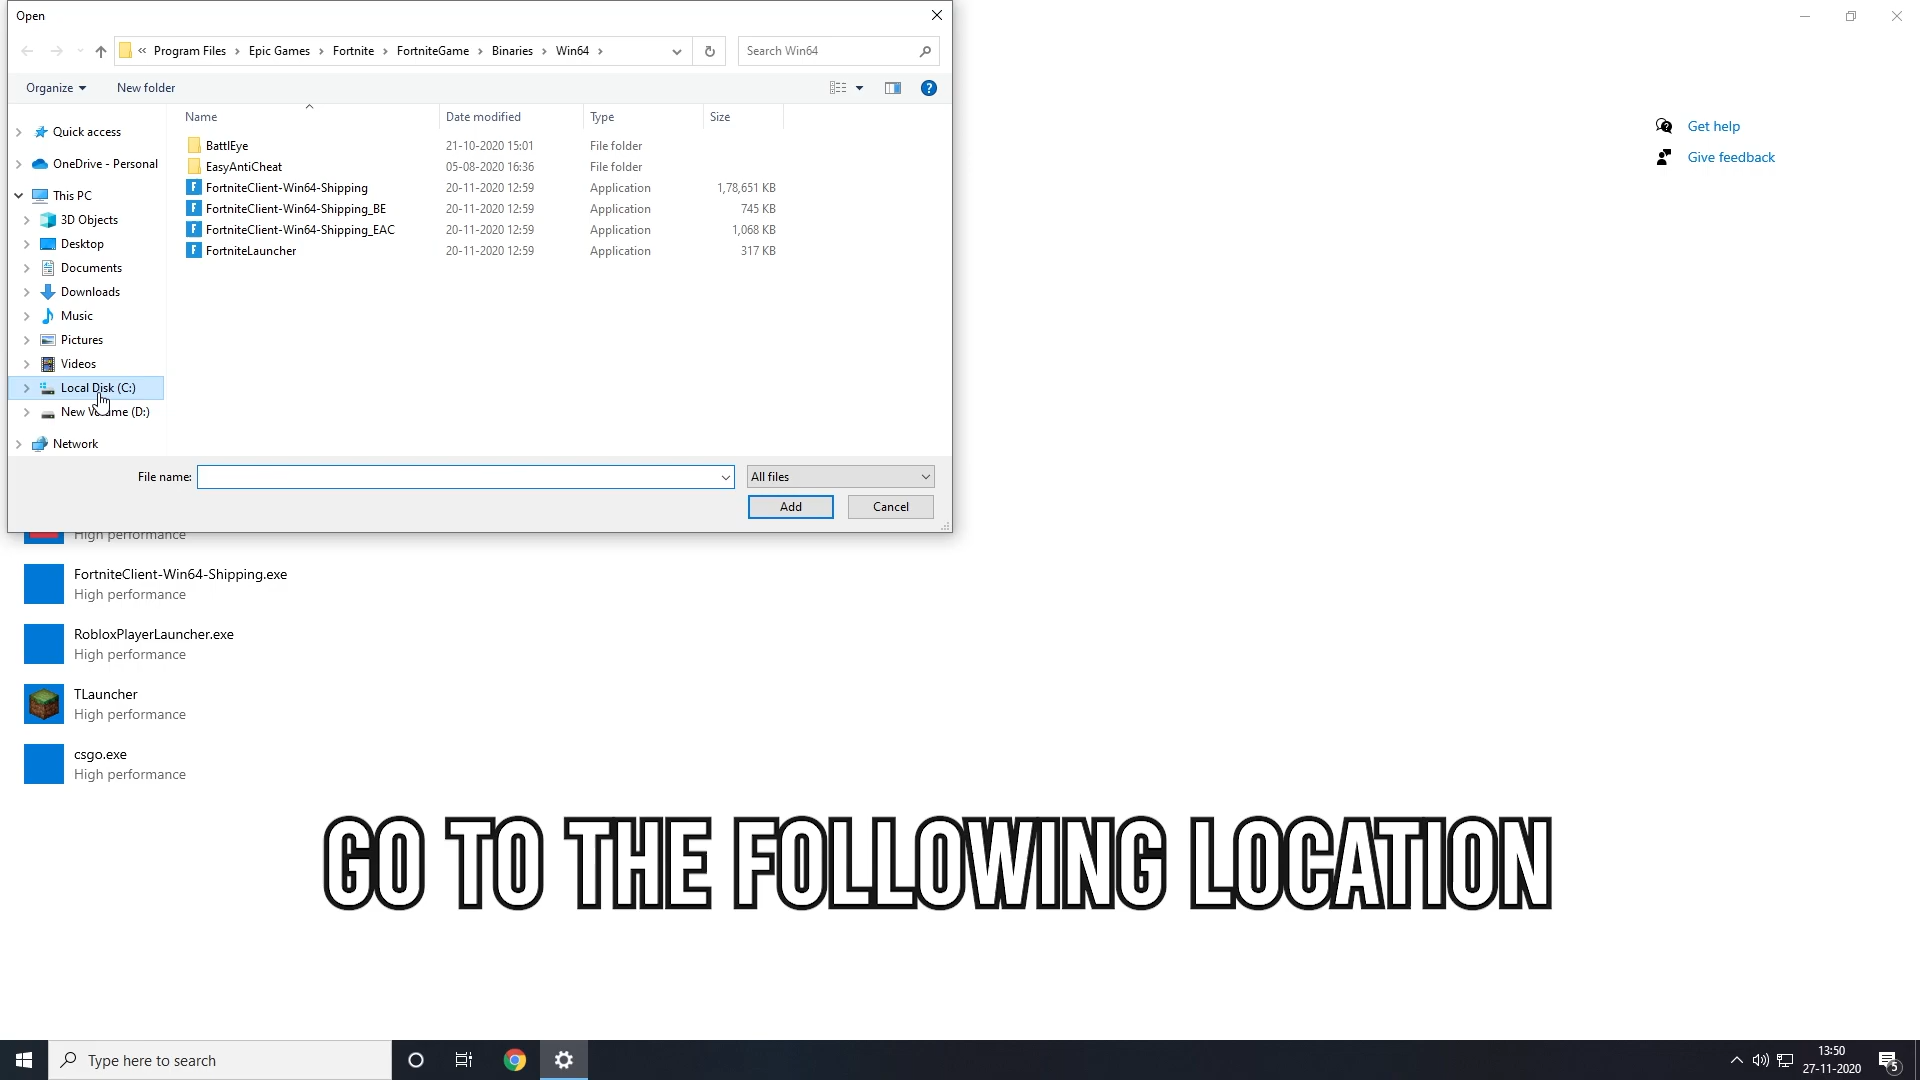 Open
« Program Files > Epic Games > Fortnite > FortniteGame > Binaries > Win64 >
Search Win64
Organize
New folder
Name
Date modified
Type
Size
Quick access
OneDrive - Personal
This PC
3D Objects
Desktop
Documents
Downloads
Music
Pictures
Videos
Local Disk (C:)
New Volume (D:)
Network
BattlEye 21-10-2020 15:01 File folder
EasyAntiCheat 05-08-2020 16:36 File folder
FortniteClient-Win64-Shipping 20-11-2020 12:59 Application 1,78,651 KB
FortniteClient-Win64-Shipping_BE 20-11-2020 12:59 Application 745 KB
FortniteClient-Win64-Shipping_EAC 20-11-2020 12:59 Application 1,068 KB
FortniteLauncher 20-11-2020 12:59 Application 317 KB
File name:
All files
Add
Cancel
Get help
Give feedback
High performance
FortniteClient-Win64-Shipping.exe
High performance
RobloxPlayerLauncher.exe
High performance
TLauncher
High performance
csgo.exe
High performance
GO TO THE FOLLOWING LOCATION
Type here to search
13:50
27-11-2020
5